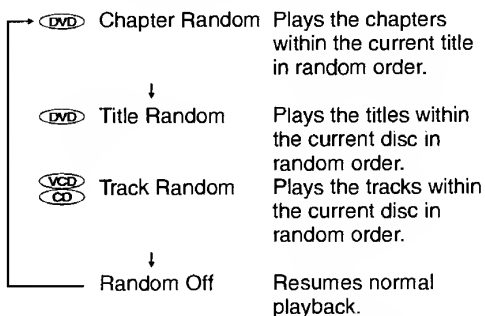 DVD Chapter Random Plays the chapters
within the current title
in random order.
DVD Title Random Plays the titles within
the current disc in
random order.
VCD
CD Track Random Plays the tracks within
the current disc in
random order.
Random Off Resumes normal
playback.